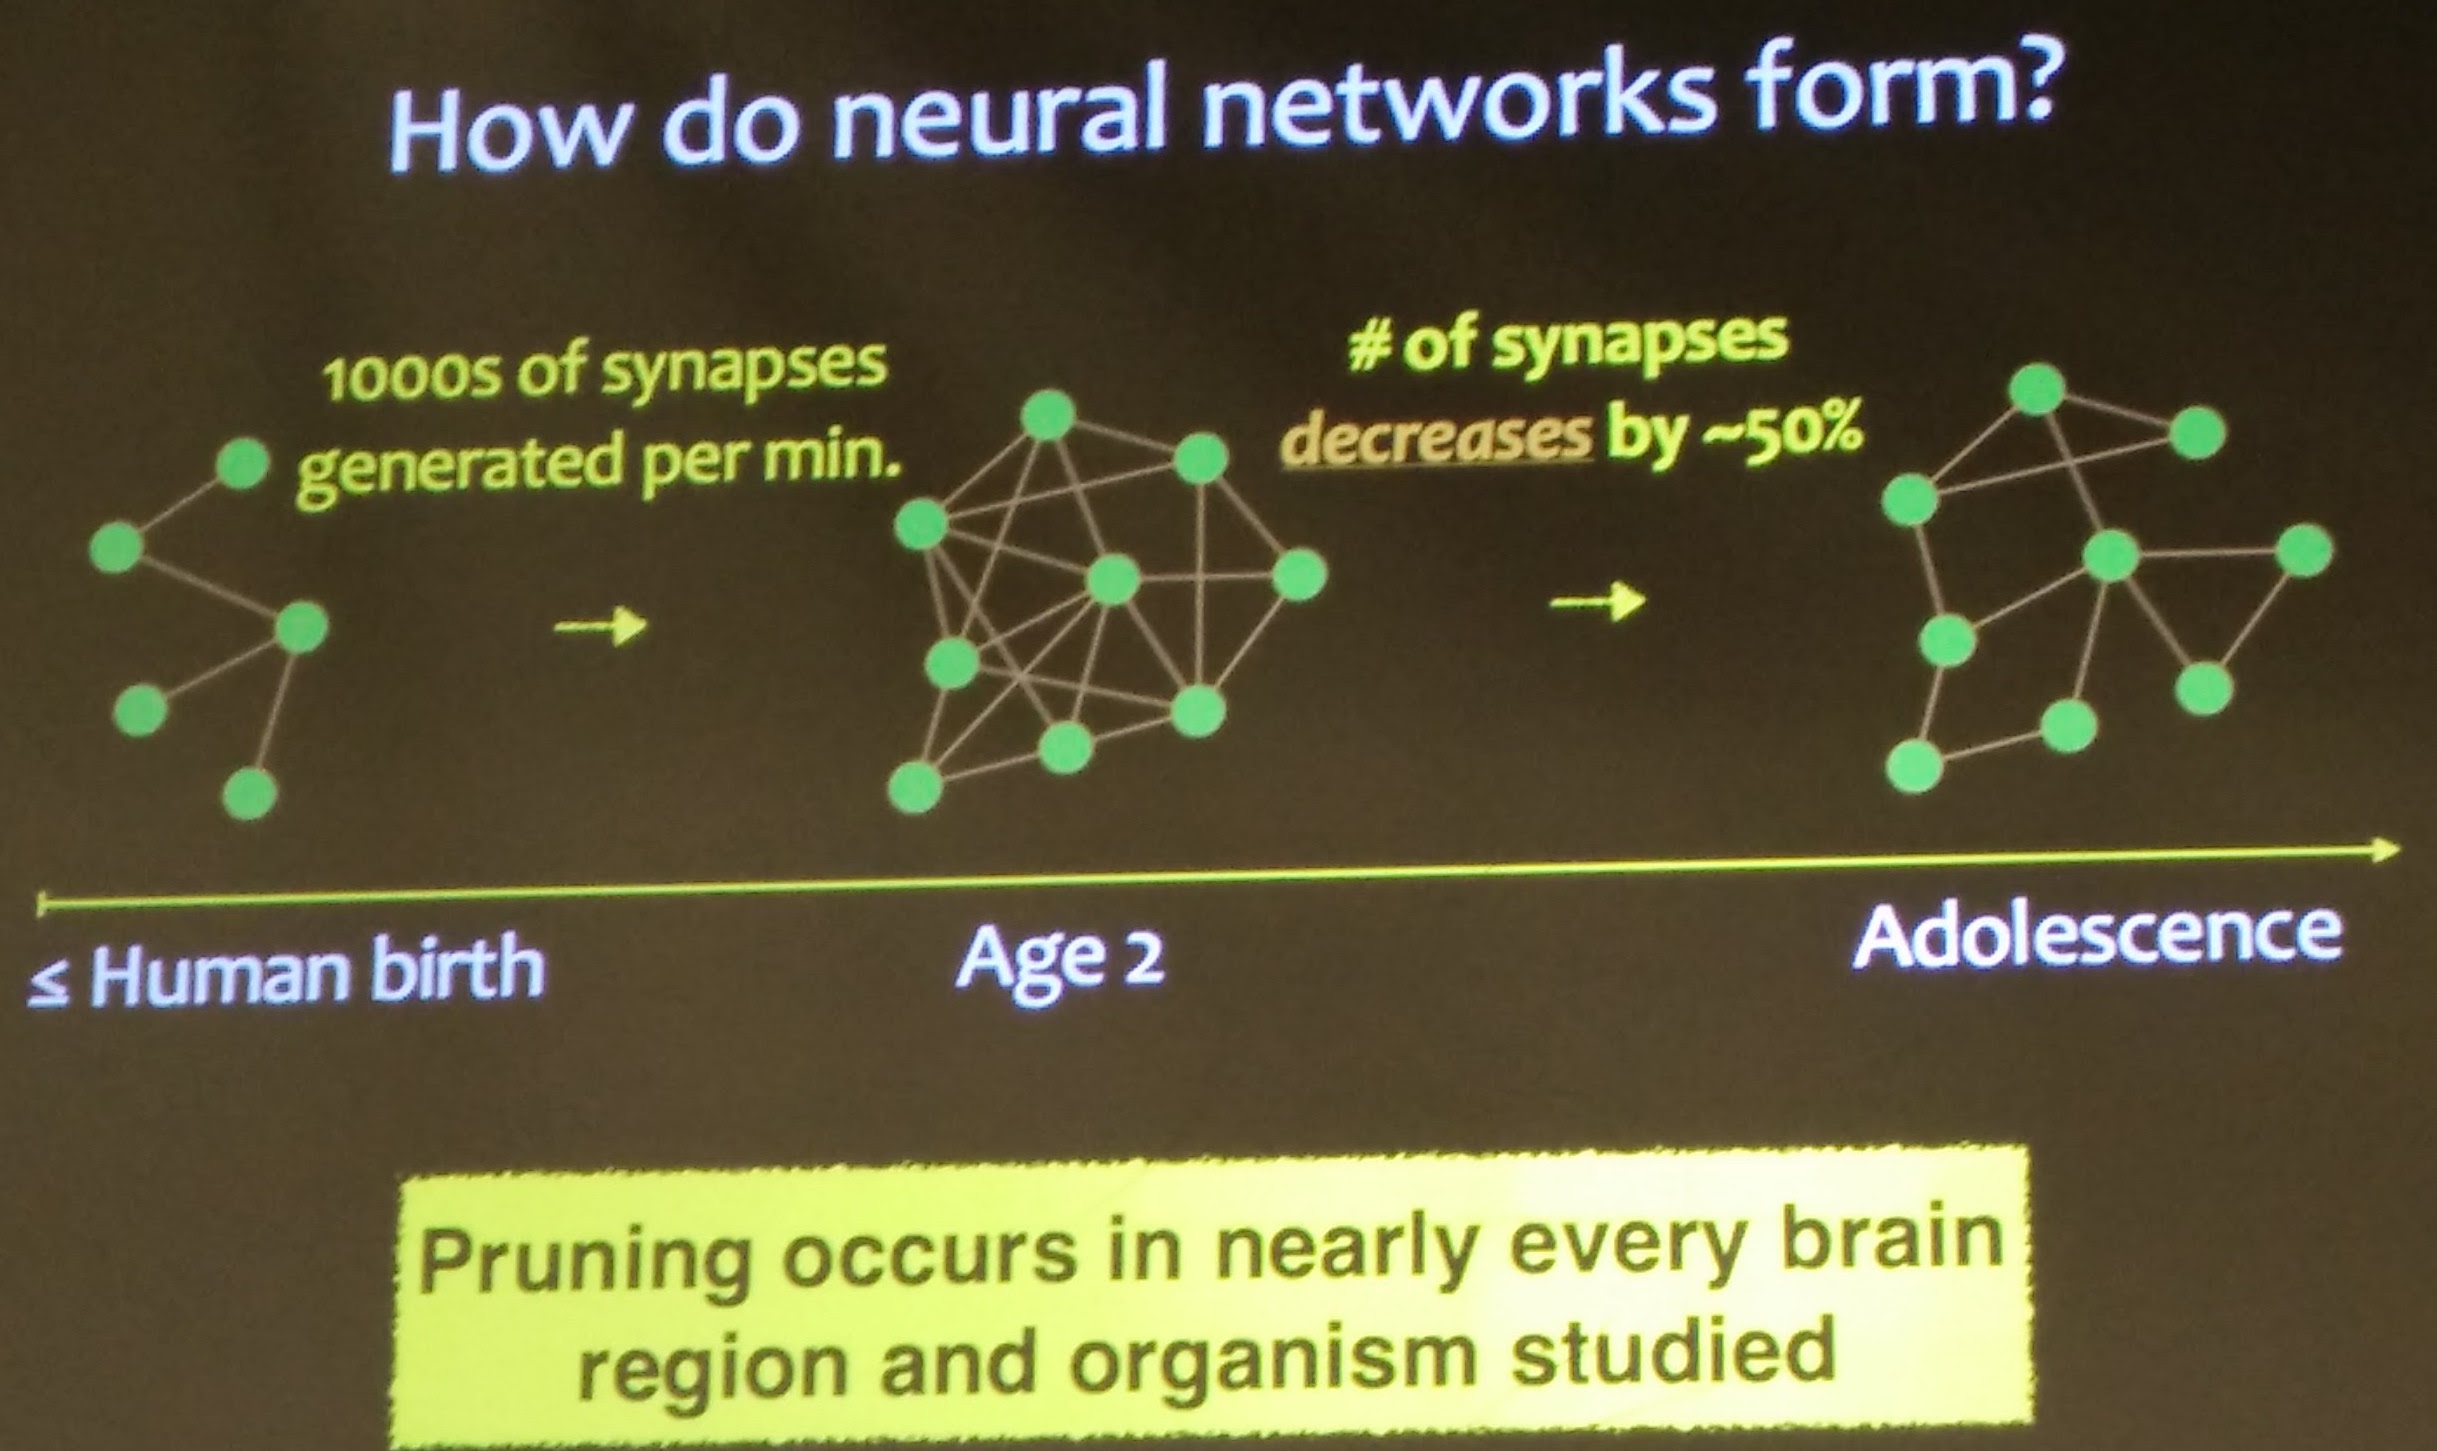 How do neural networks form?
1000s of synapses
generated per min.
# of synapses
decreases by ~50%
≤ Human birth
Age 2
Adolescence
Pruning occurs in nearly every brain
region and organism studied